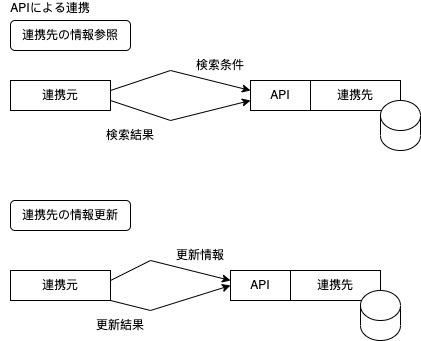 APIによる連携
連携先の情報参照
検索条件
連携元
API
連携先
検索結果
連携先の情報更新
更新情報
連携元
API
連携先
更新結果